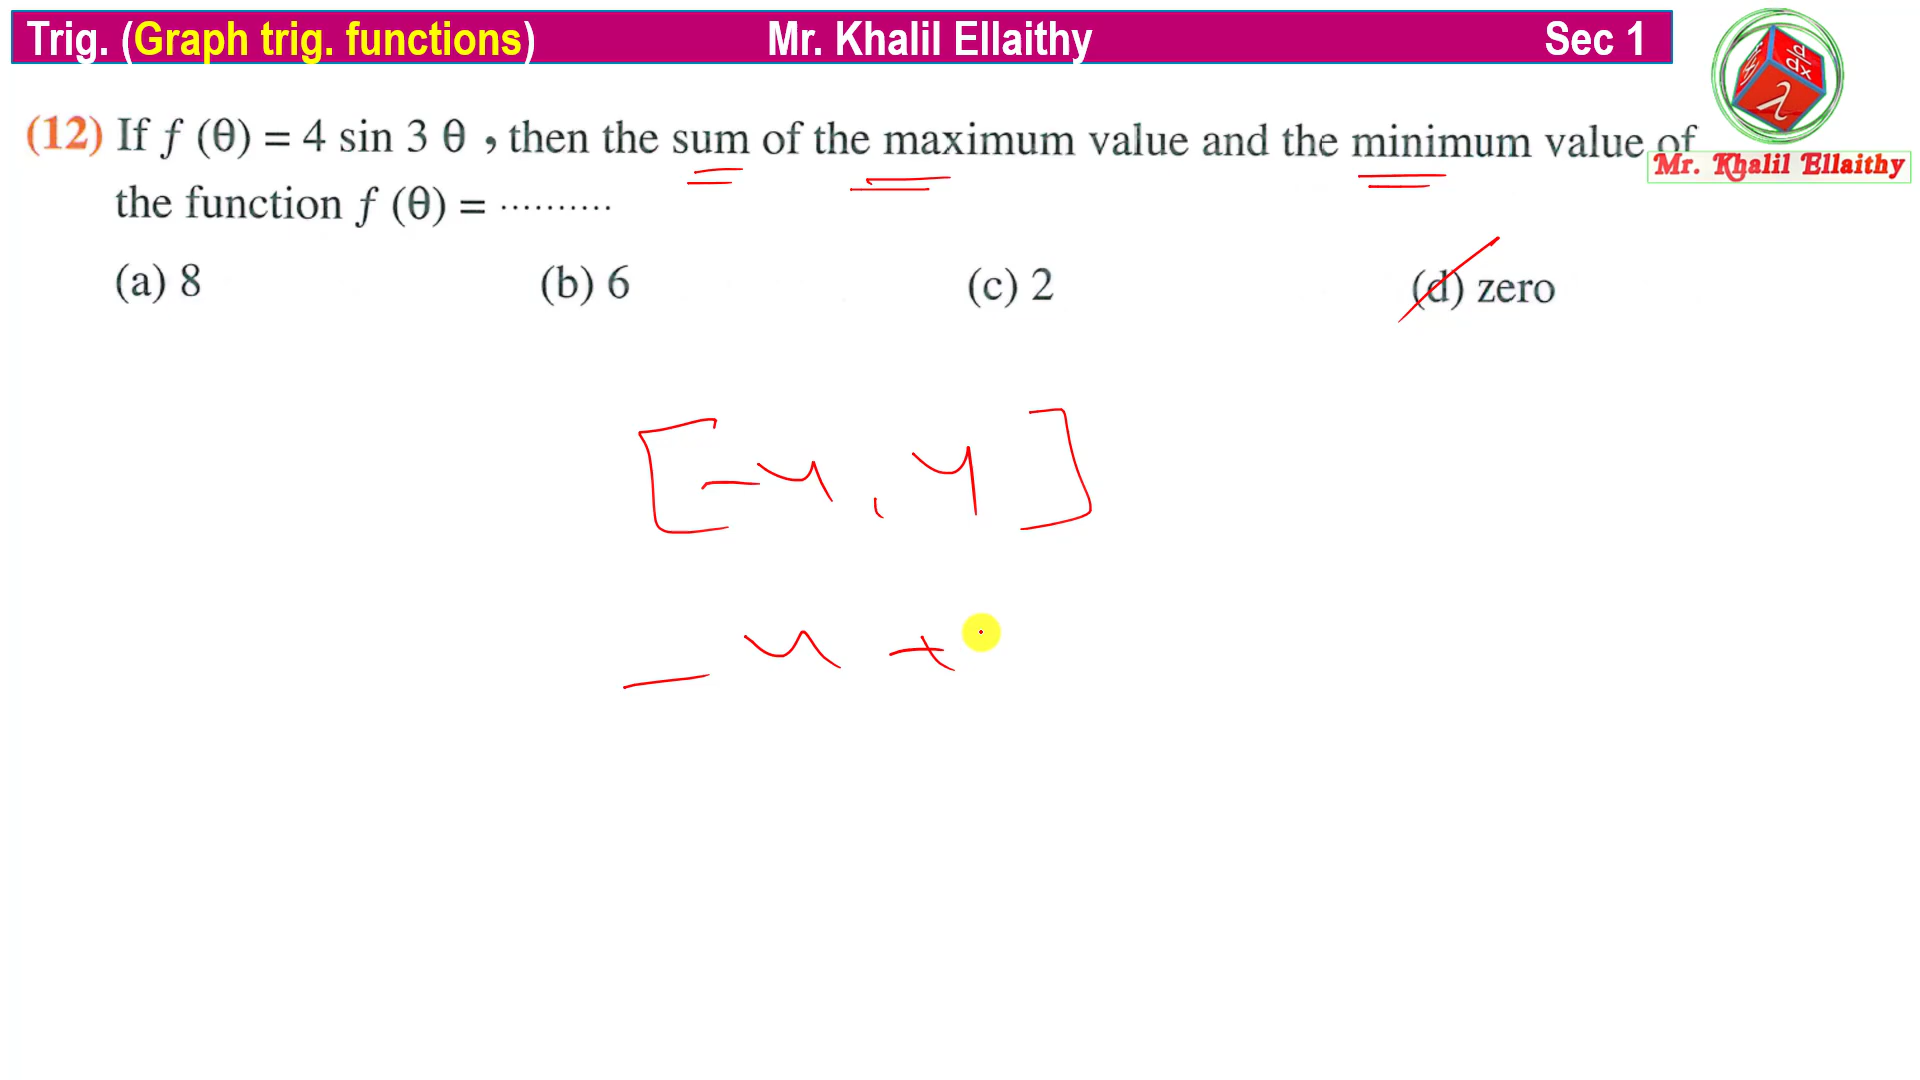 Trig. (Graph trig. functions) Mr. Khalil Ellaithy Sec 1
d/dx
λ
Mr. Khalil Ellaithy
(12) If f (θ) = 4 sin 3 θ , then the sum of the maximum value and the minimum value of
the function f (θ) = ··········
(a) 8 (b) 6 (c) 2 (d) zero
[-4, 4]
-4 +